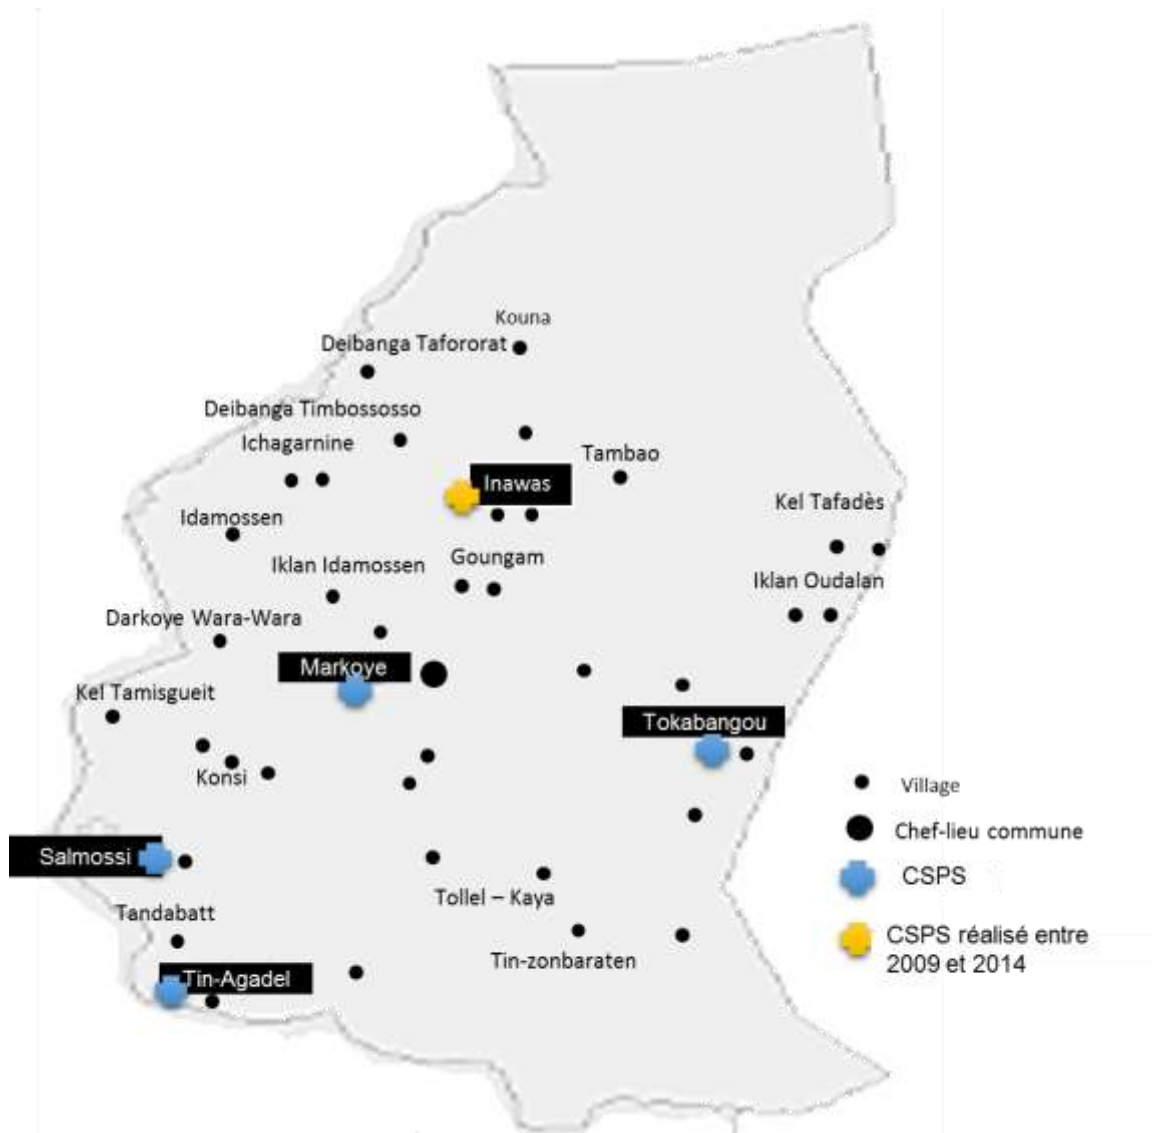 Kouna
Deibanga Tafororat
Deibanga Timbossosso
Ichagarnine
Tambao
Inawas
Kel Tafadès
Idamossen
Goungam
Iklan Idamossen
Iklan Oudalan
Darkoye Wara-Wara
Markoye
Kel Tamisgueit
Tokabangou
Konsi
Village
Chef-lieu commune
Salmossi
CSPS
Tollel – Kaya
Tandabatt
CSPS réalisé entre
2009 et 2014
Tin-zonbaraten
Tin-Agadel